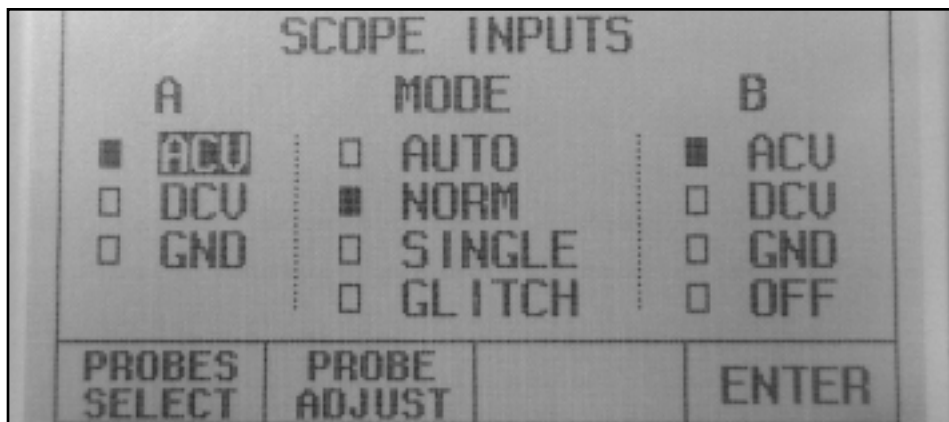 SCOPE INPUTS
A MODE B
ACV AUTO ACV
DCV NORM DCV
GND SINGLE GND
GLITCH OFF
PROBES SELECT PROBE ADJUST ENTER